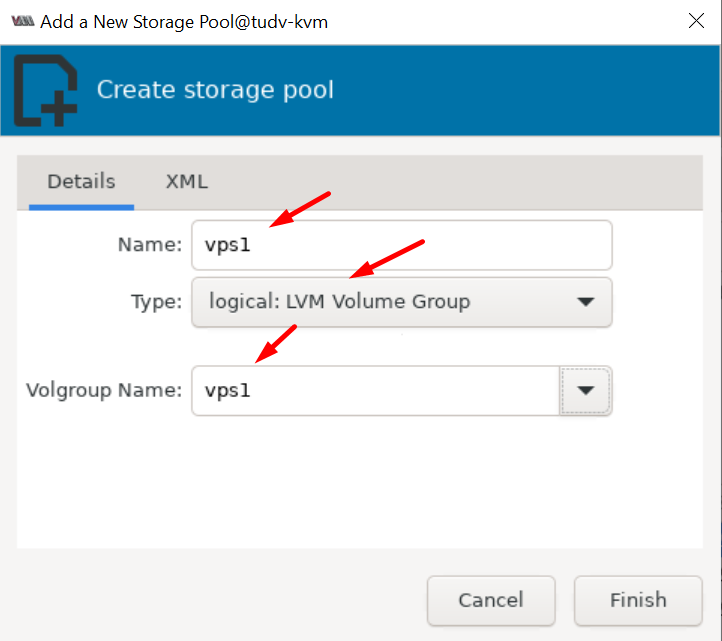 Add a New Storage Pool@tudv-kvm
Create storage pool
Details XML
Name: vps1
Type: logical: LVM Volume Group
Volgroup Name: vps1
Cancel Finish